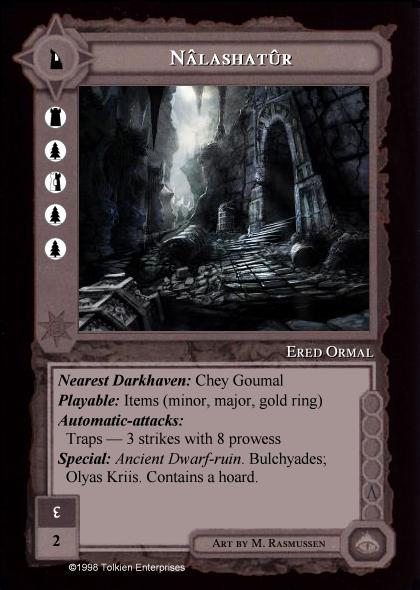 NÂLASHATÛR
ERED ORMAL
Nearest Darkhaven: Chey Goumal
Playable: Items (minor, major, gold ring)
Automatic-attacks:
Traps — 3 strikes with 8 prowess
Special: Ancient Dwarf-ruin. Bulchyades;
Olyas Kriis. Contains a hoard.
ε
2
ART BY M. RASMUSSEN
©1998 Tolkien Enterprises